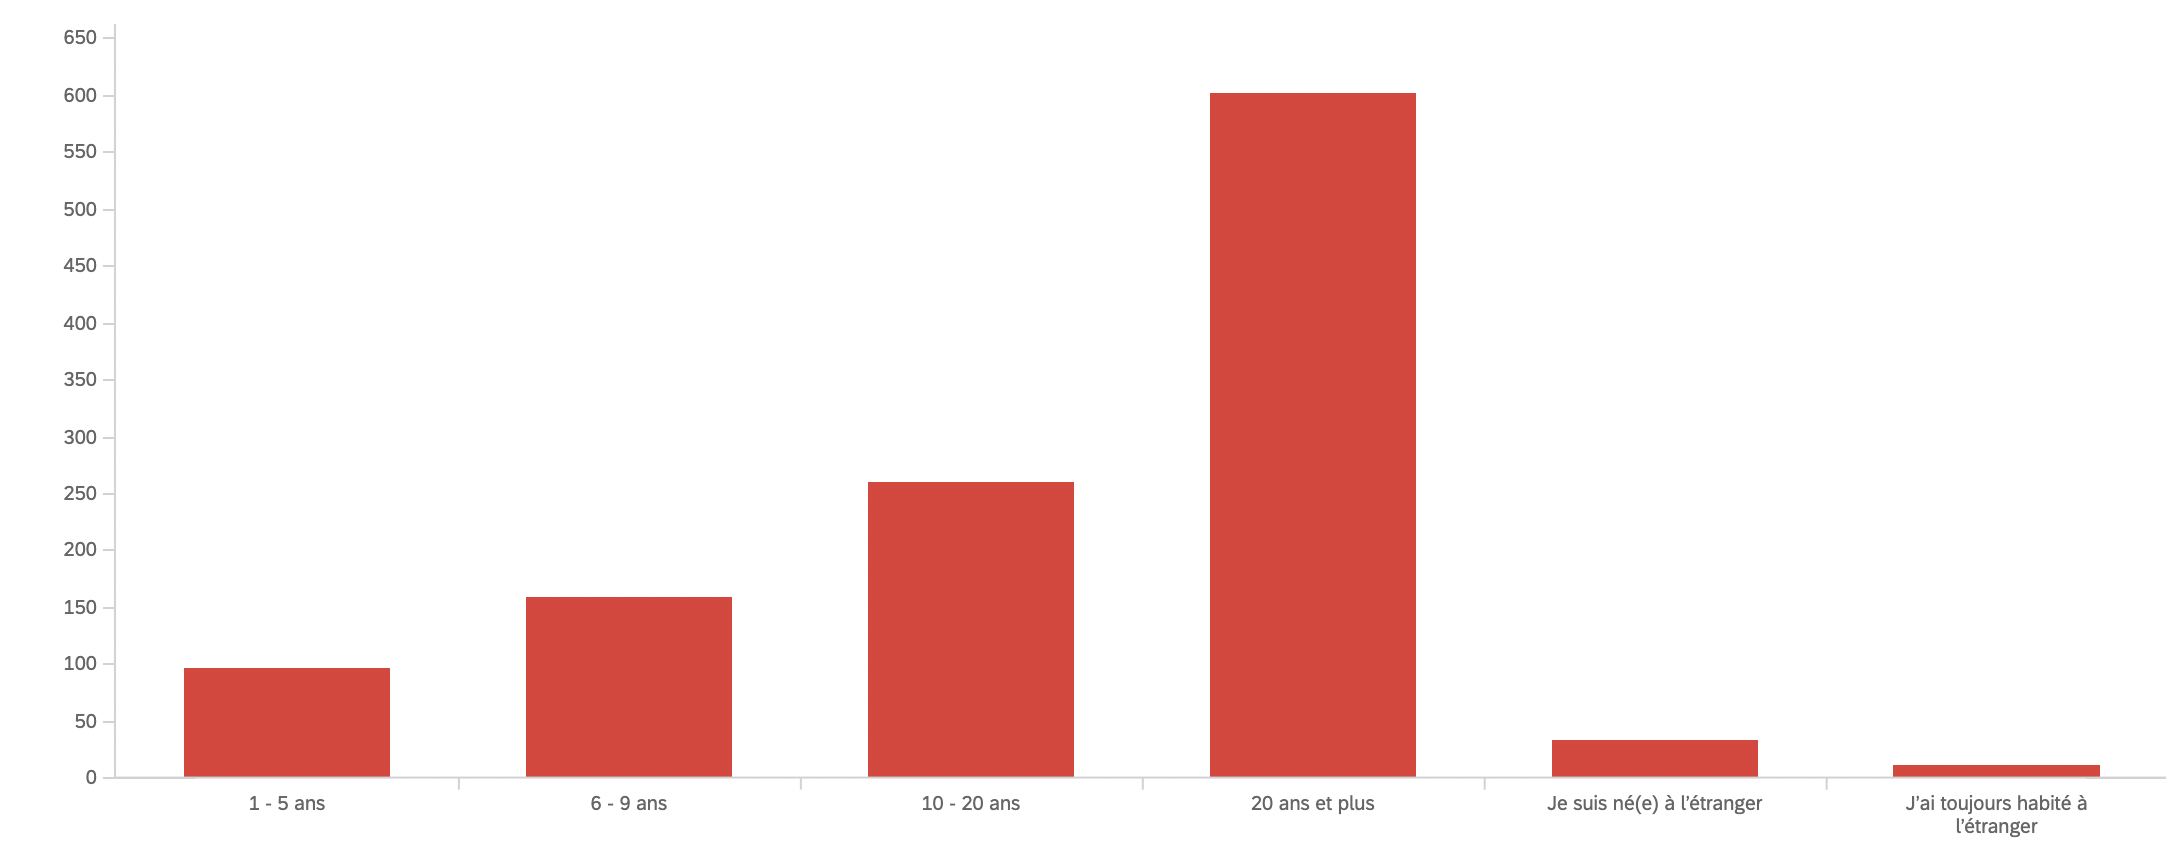 650
600
550
500
450
400
350
300
250
200
150
100
50
0
1 - 5 ans
6 - 9 ans
10 - 20 ans
20 ans et plus
Je suis né(e) à l’étranger
J’ai toujours habité à
l’étranger